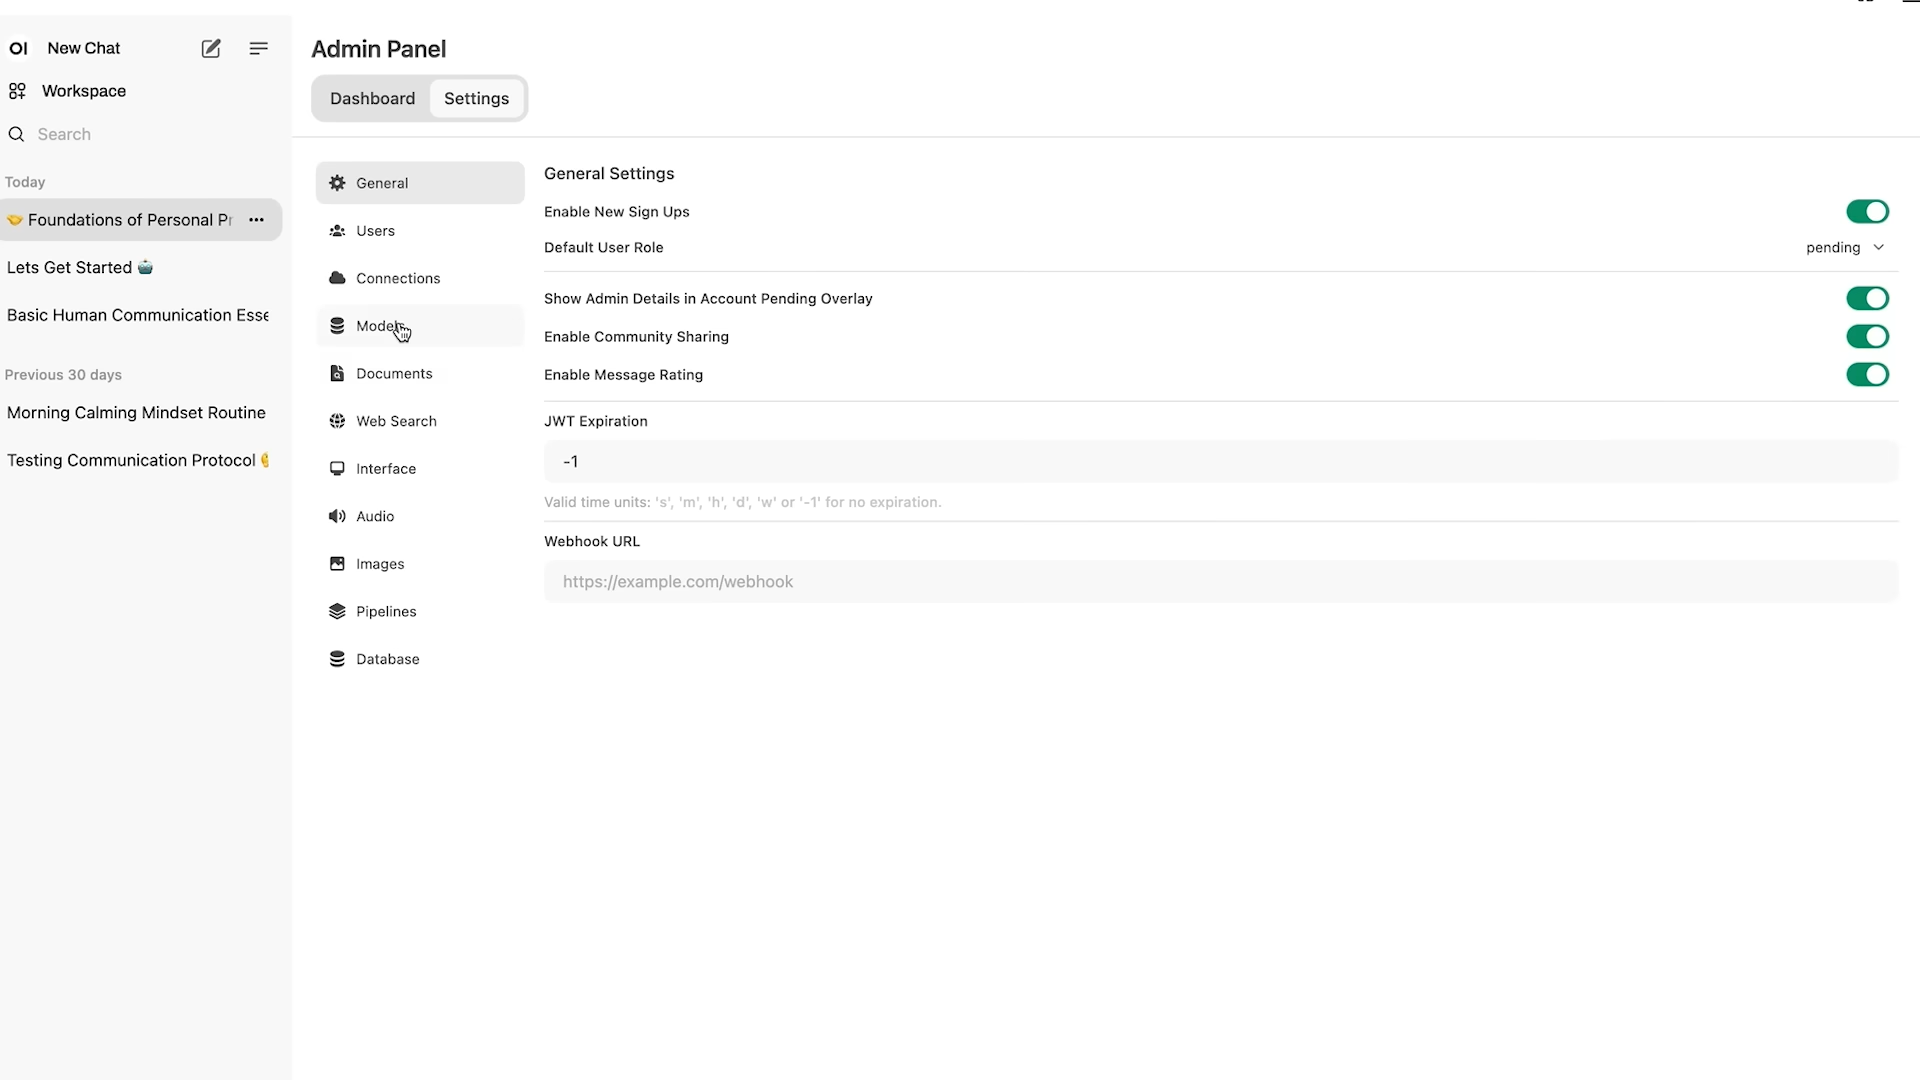 OI New Chat
Workspace
Search
Today
Foundations of Personal Pr
Lets Get Started
Basic Human Communication Esse
Previous 30 days
Morning Calming Mindset Routine
Testing Communication Protocol
Admin Panel
Dashboard Settings
General
Users
Connections
Models
Documents
Web Search
Interface
Audio
Images
Pipelines
Database
General Settings
Enable New Sign Ups
Default User Role pending
Show Admin Details in Account Pending Overlay
Enable Community Sharing
Enable Message Rating
JWT Expiration
-1
Valid time units: 's', 'm', 'h', 'd', 'w' or '-1' for no expiration.
Webhook URL
https://example.com/webhook